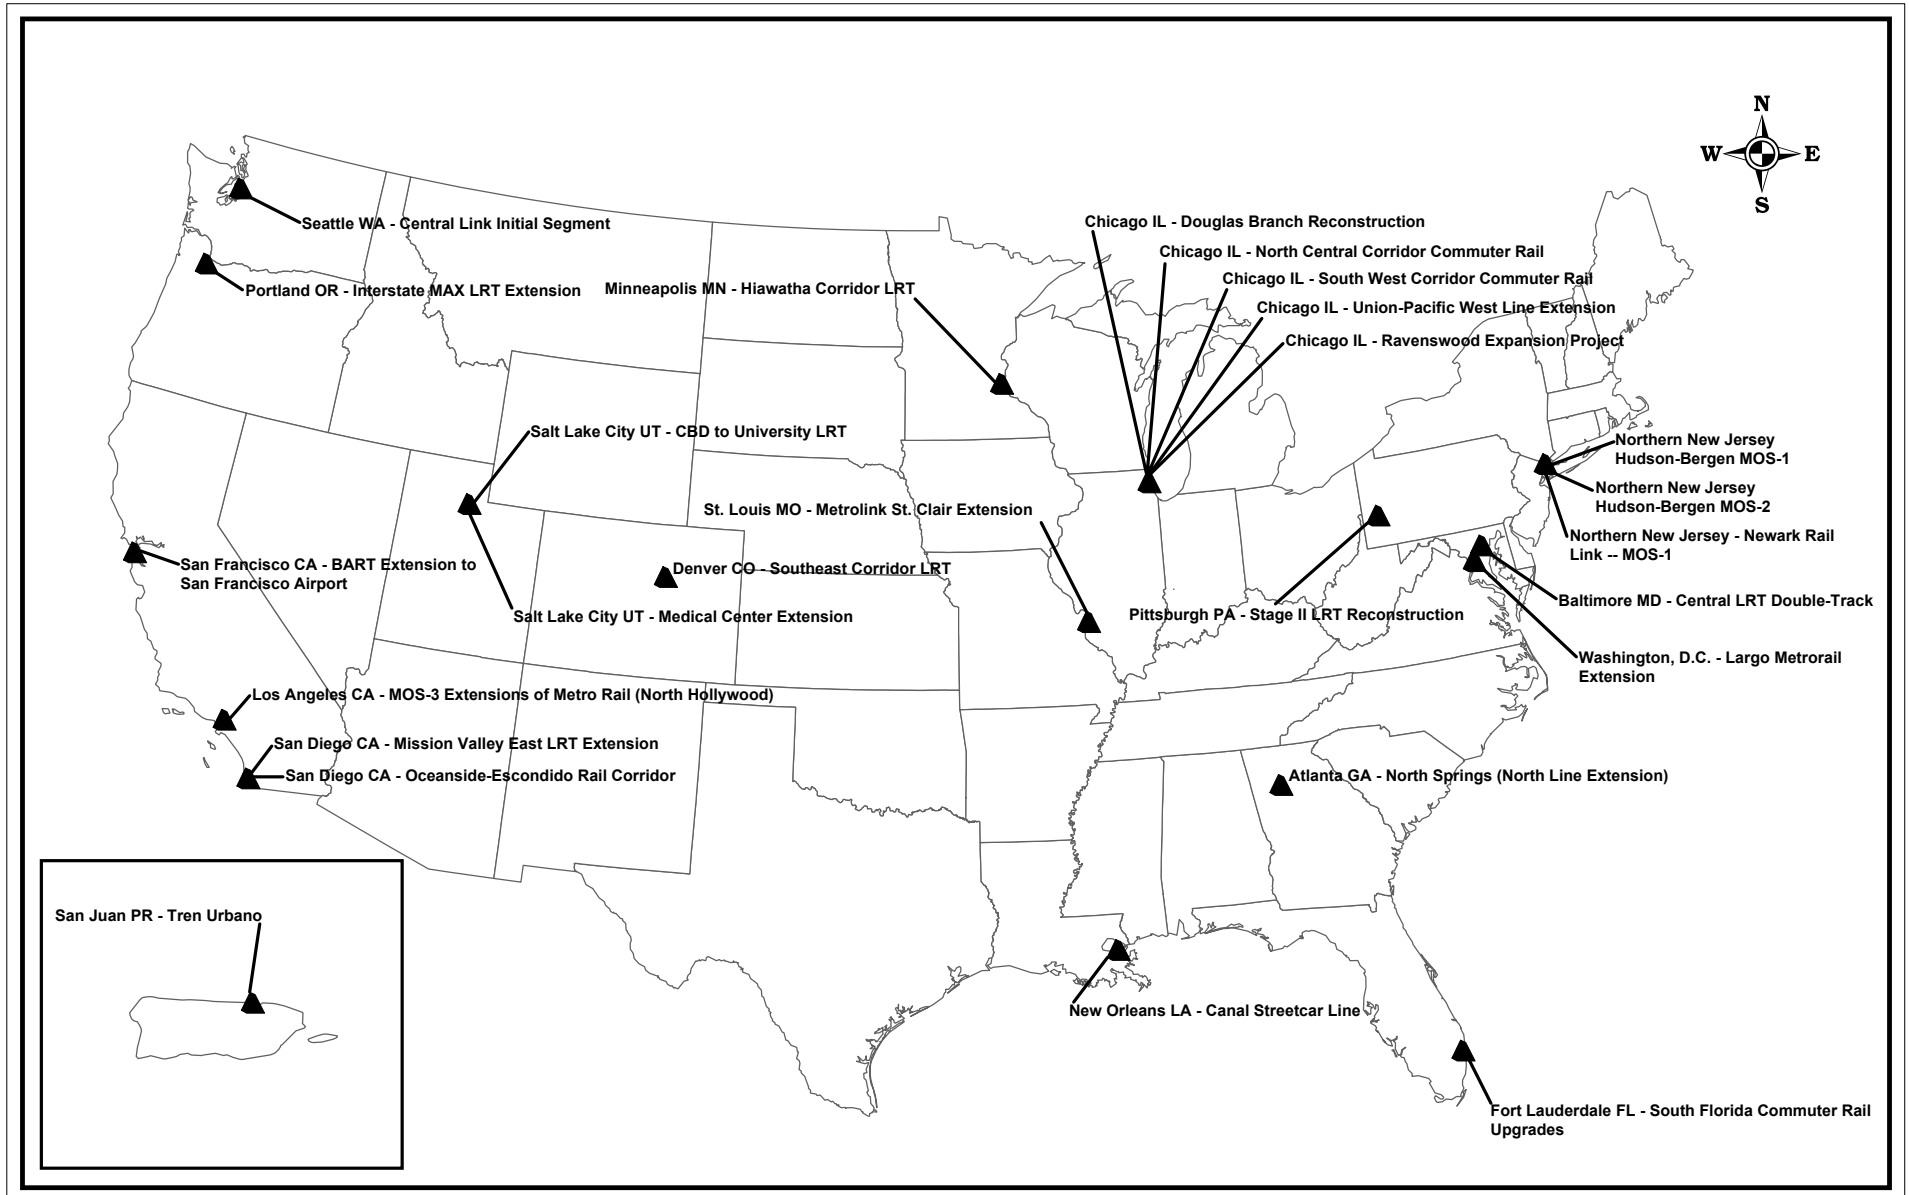 N
W E
S
Seattle WA - Central Link Initial Segment
Portland OR - Interstate MAX LRT Extension
Minneapolis MN - Hiawatha Corridor LRT
Chicago IL - Douglas Branch Reconstruction
Chicago IL - North Central Corridor Commuter Rail
Chicago IL - South West Corridor Commuter Rail
Chicago IL - Union-Pacific West Line Extension
Chicago IL - Ravenswood Expansion Project
Salt Lake City UT - CBD to University LRT
Northern New Jersey
Hudson-Bergen MOS-1
Northern New Jersey
Hudson-Bergen MOS-2
St. Louis MO - Metrolink St. Clair Extension
Northern New Jersey - Newark Rail
Link -- MOS-1
San Francisco CA - BART Extension to
San Francisco Airport
Denver CO - Southeast Corridor LRT
Salt Lake City UT - Medical Center Extension
Pittsburgh PA - Stage II LRT Reconstruction
Baltimore MD - Central LRT Double-Track
Washington, D.C. - Largo Metrorail
Extension
Los Angeles CA - MOS-3 Extensions of Metro Rail (North Hollywood)
San Diego CA - Mission Valley East LRT Extension
San Diego CA - Oceanside-Escondido Rail Corridor
Atlanta GA - North Springs (North Line Extension)
San Juan PR - Tren Urbano
New Orleans LA - Canal Streetcar Line
Fort Lauderdale FL - South Florida Commuter Rail
Upgrades